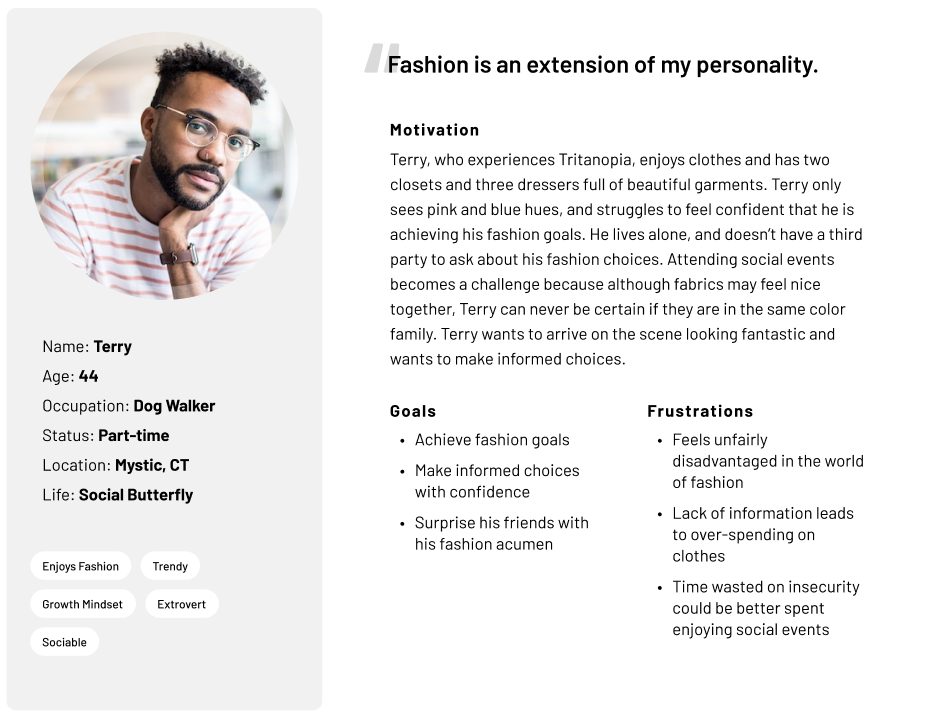 Fashion is an extension of my personality.
Motivation
Terry, who experiences Tritanopia, enjoys clothes and has two
closets and three dressers full of beautiful garments. Terry only
sees pink and blue hues, and struggles to feel confident that he is
achieving his fashion goals. He lives alone, and doesn’t have a third
party to ask about his fashion choices. Attending social events
becomes a challenge because although fabrics may feel nice
together, Terry can never be certain if they are in the same color
family. Terry wants to arrive on the scene looking fantastic and
wants to make informed choices.
Name: Terry
Age: 44
Occupation: Dog Walker
Status: Part-time
Location: Mystic, CT
Life: Social Butterfly
Enjoys Fashion
Trendy
Growth Mindset
Extrovert
Sociable
Goals
• Achieve fashion goals
• Make informed choices
with confidence
• Surprise his friends with
his fashion acumen
Frustrations
• Feels unfairly
disadvantaged in the world
of fashion
• Lack of information leads
to over-spending on
clothes
• Time wasted on insecurity
could be better spent
enjoying social events